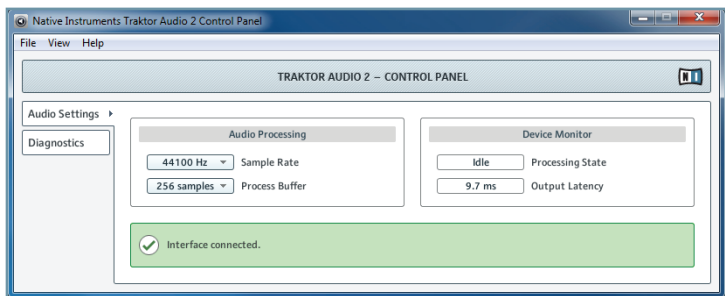 Native Instruments Traktor Audio 2 Control Panel
File View Help
TRAKTOR AUDIO 2 – CONTROL PANEL
NI
Audio Settings
Diagnostics
Audio Processing
44100 Hz Sample Rate
256 samples Process Buffer
Device Monitor
Idle Processing State
9.7 ms Output Latency
Interface connected.